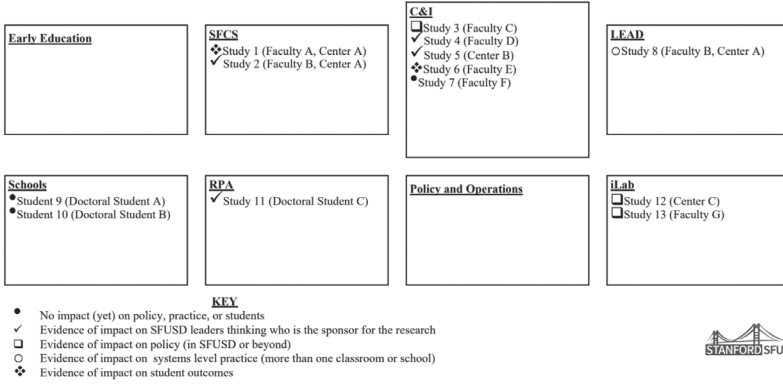 Early Education
SFCS
❖Study 1 (Faculty A, Center A)
✓Study 2 (Faculty B, Center A)
C&I
❑Study 3 (Faculty C)
✓Study 4 (Faculty D)
✓Study 5 (Center B)
❖Study 6 (Faculty E)
•Study 7 (Faculty F)
LEAD
○Study 8 (Faculty B, Center A)
Schools
•Student 9 (Doctoral Student A)
•Student 10 (Doctoral Student B)
RPA
✓Study 11 (Doctoral Student C)
Policy and Operations
iLab
❑Study 12 (Center C)
❑Study 13 (Faculty G)
KEY
• No impact (yet) on policy, practice, or students
✓ Evidence of impact on SFUSD leaders thinking who is the sponsor for the research
❑ Evidence of impact on policy (in SFUSD or beyond)
○ Evidence of impact on systems level practice (more than one classroom or school)
❖ Evidence of impact on student outcomes
STANFORD SFU